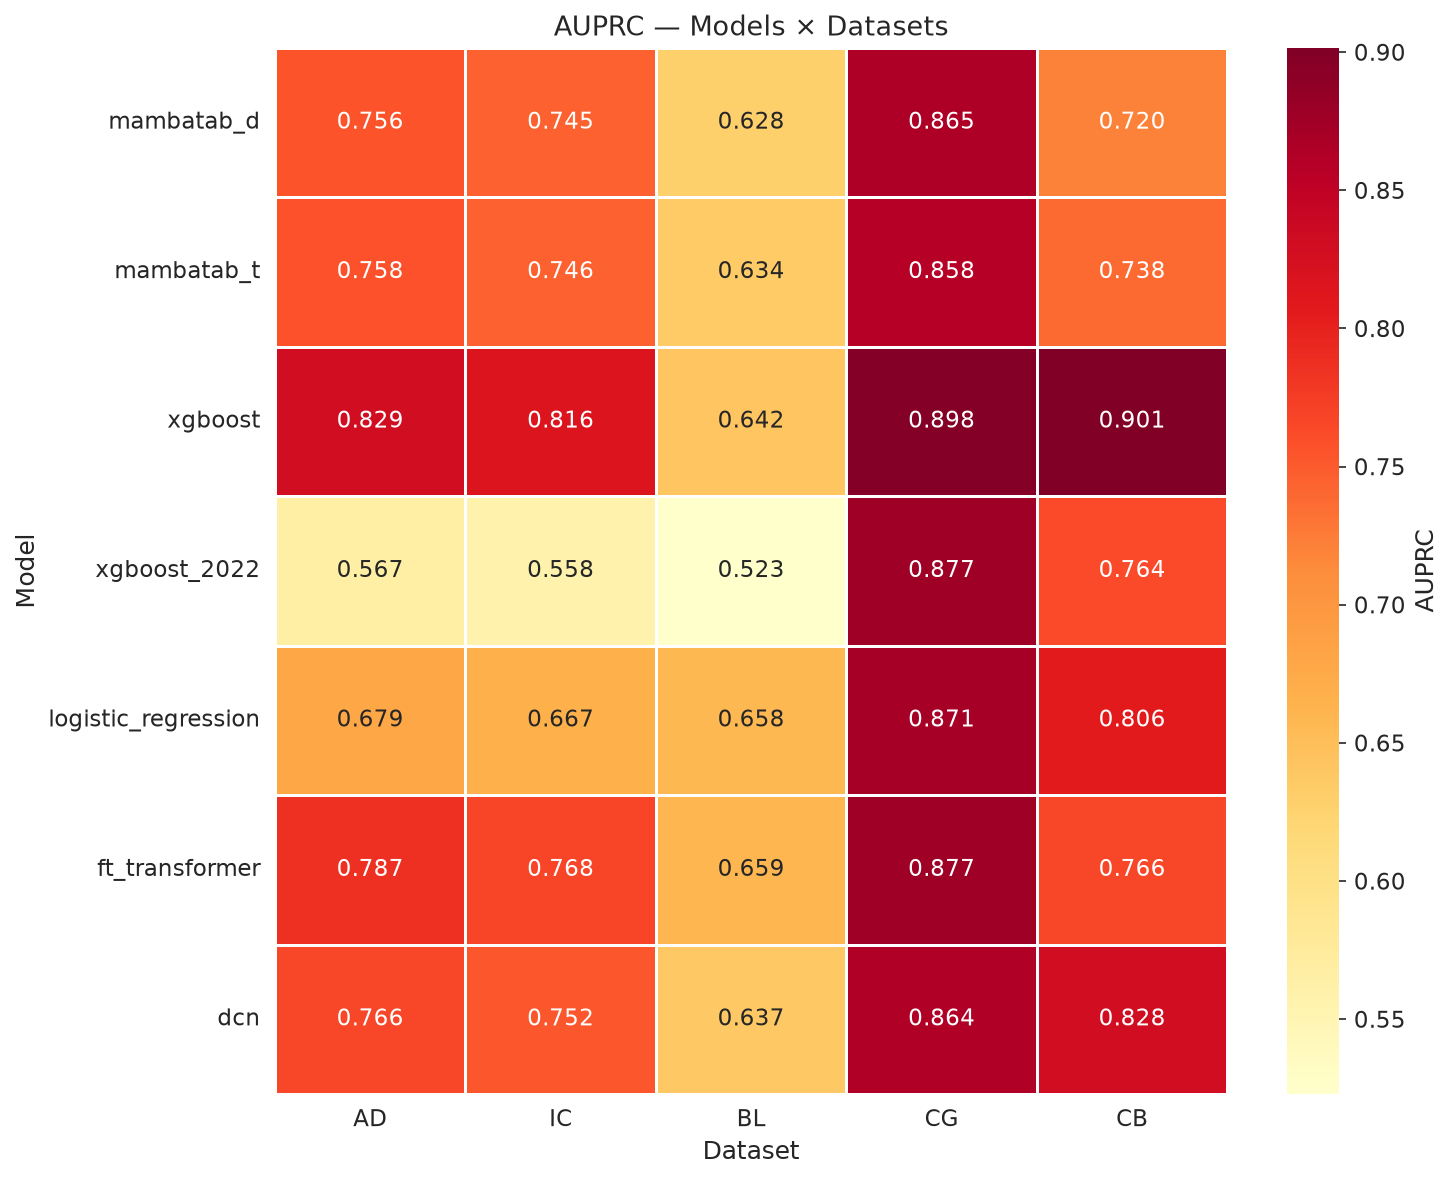 AUPRC — Models × Datasets
mambatab_d 0.756 0.745 0.628 0.865 0.720
mambatab_t 0.758 0.746 0.634 0.858 0.738
xgboost 0.829 0.816 0.642 0.898 0.901
xgboost_2022 0.567 0.558 0.523 0.877 0.764
logistic_regression 0.679 0.667 0.658 0.871 0.806
ft_transformer 0.787 0.768 0.659 0.877 0.766
dcn 0.766 0.752 0.637 0.864 0.828
AD IC BL CG CB
Dataset
Model
0.90
0.85
0.80
0.75
0.70
0.65
0.60
0.55
AUPRC